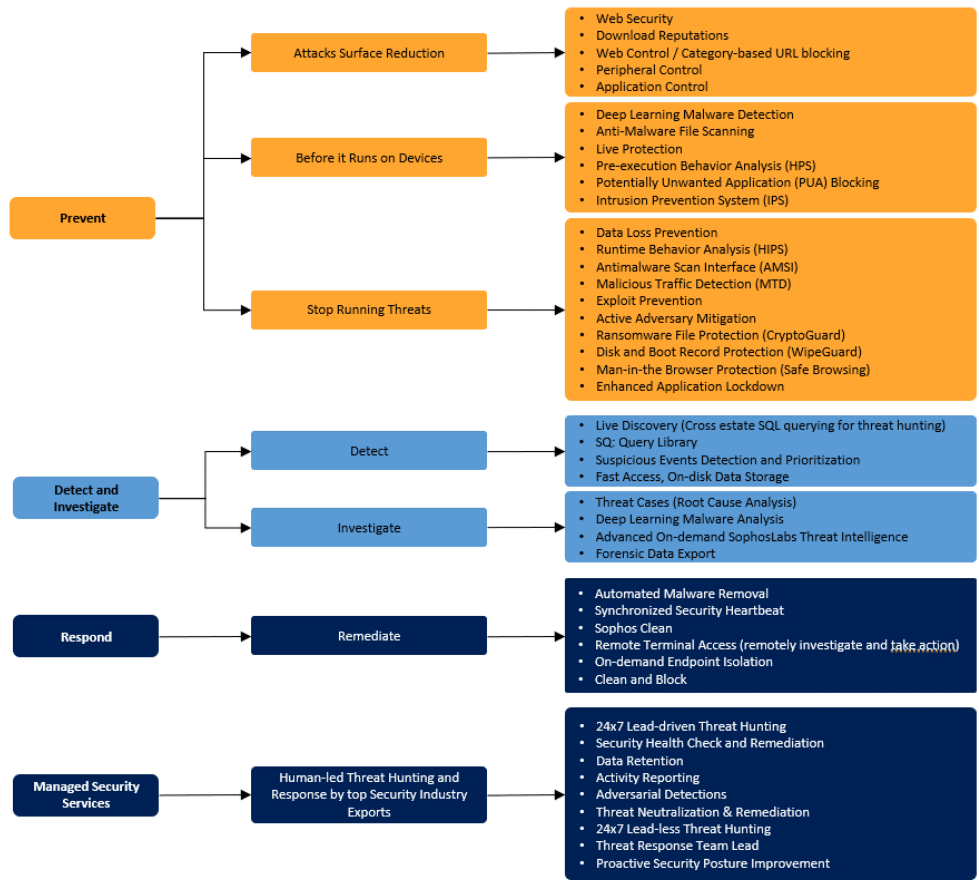 Attacks Surface Reduction
• Web Security
• Download Reputations
• Web Control / Category-based URL blocking
• Peripheral Control
• Application Control
Before it Runs on Devices
• Deep Learning Malware Detection
• Anti-Malware File Scanning
• Live Protection
• Pre-execution Behavior Analysis (HPS)
• Potentially Unwanted Application (PUA) Blocking
• Intrusion Prevention System (IPS)
Prevent
Stop Running Threats
• Data Loss Prevention
• Runtime Behavior Analysis (HIPS)
• Antimalware Scan Interface (AMSI)
• Malicious Traffic Detection (MTD)
• Exploit Prevention
• Active Adversary Mitigation
• Ransomware File Protection (CryptoGuard)
• Disk and Boot Record Protection (WipeGuard)
• Man-in-the Browser Protection (Safe Browsing)
• Enhanced Application Lockdown
Detect and
Investigate
Detect
• Live Discovery (Cross estate SQL querying for threat hunting)
• SQ: Query Library
• Suspicious Events Detection and Prioritization
• Fast Access, On-disk Data Storage
Investigate
• Threat Cases (Root Cause Analysis)
• Deep Learning Malware Analysis
• Advanced On-demand SophosLabs Threat Intelligence
• Forensic Data Export
Respond
Remediate
• Automated Malware Removal
• Synchronized Security Heartbeat
• Sophos Clean
• Remote Terminal Access (remotely investigate and take action)
• On-demand Endpoint Isolation
• Clean and Block
Managed Security
Services
Human-led Threat Hunting and
Response by top Security Industry
Exports
• 24x7 Lead-driven Threat Hunting
• Security Health Check and Remediation
• Data Retention
• Activity Reporting
• Adversarial Detections
• Threat Neutralization & Remediation
• 24x7 Lead-less Threat Hunting
• Threat Response Team Lead
• Proactive Security Posture Improvement